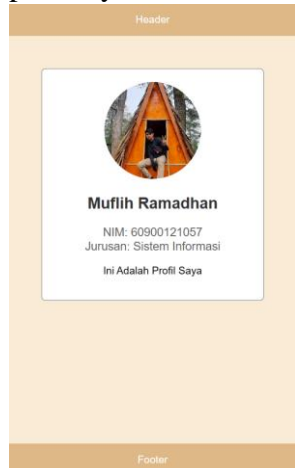 Header
Muflih Ramadhan
NIM: 60900121057
Jurusan: Sistem Informasi
Ini Adalah Profil Saya
Footer